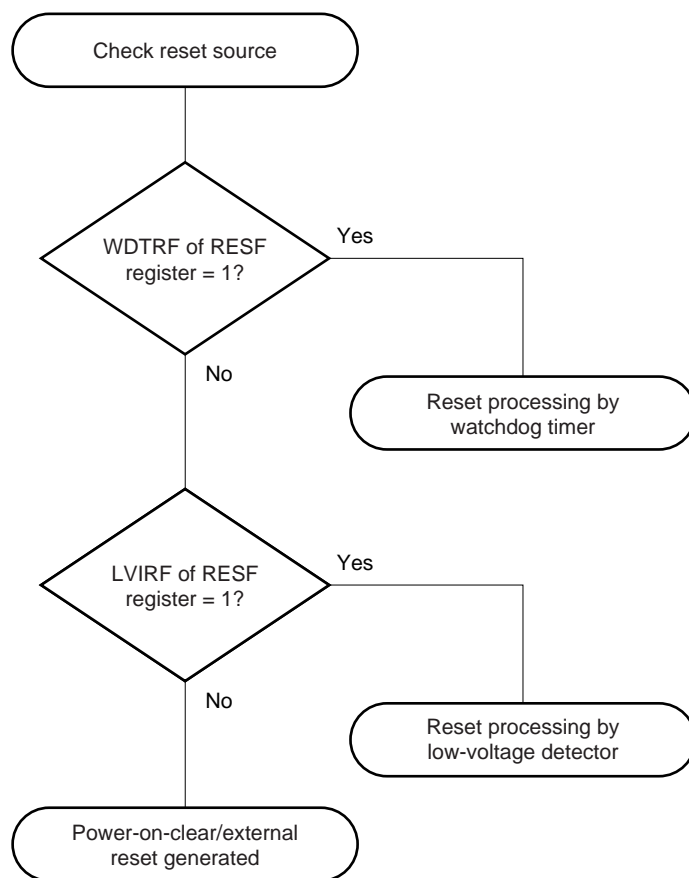 Check reset source
WDTRF of RESF
register = 1?
Yes
No
Reset processing by
watchdog timer
LVIRF of RESF
register = 1?
Yes
No
Reset processing by
low-voltage detector
Power-on-clear/external
reset generated